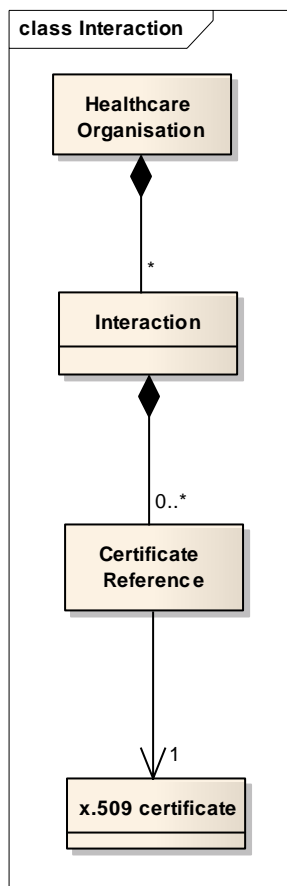 class Interaction
Healthcare
Organisation
*
Interaction
0..*
Certificate
Reference
1
x.509 certificate